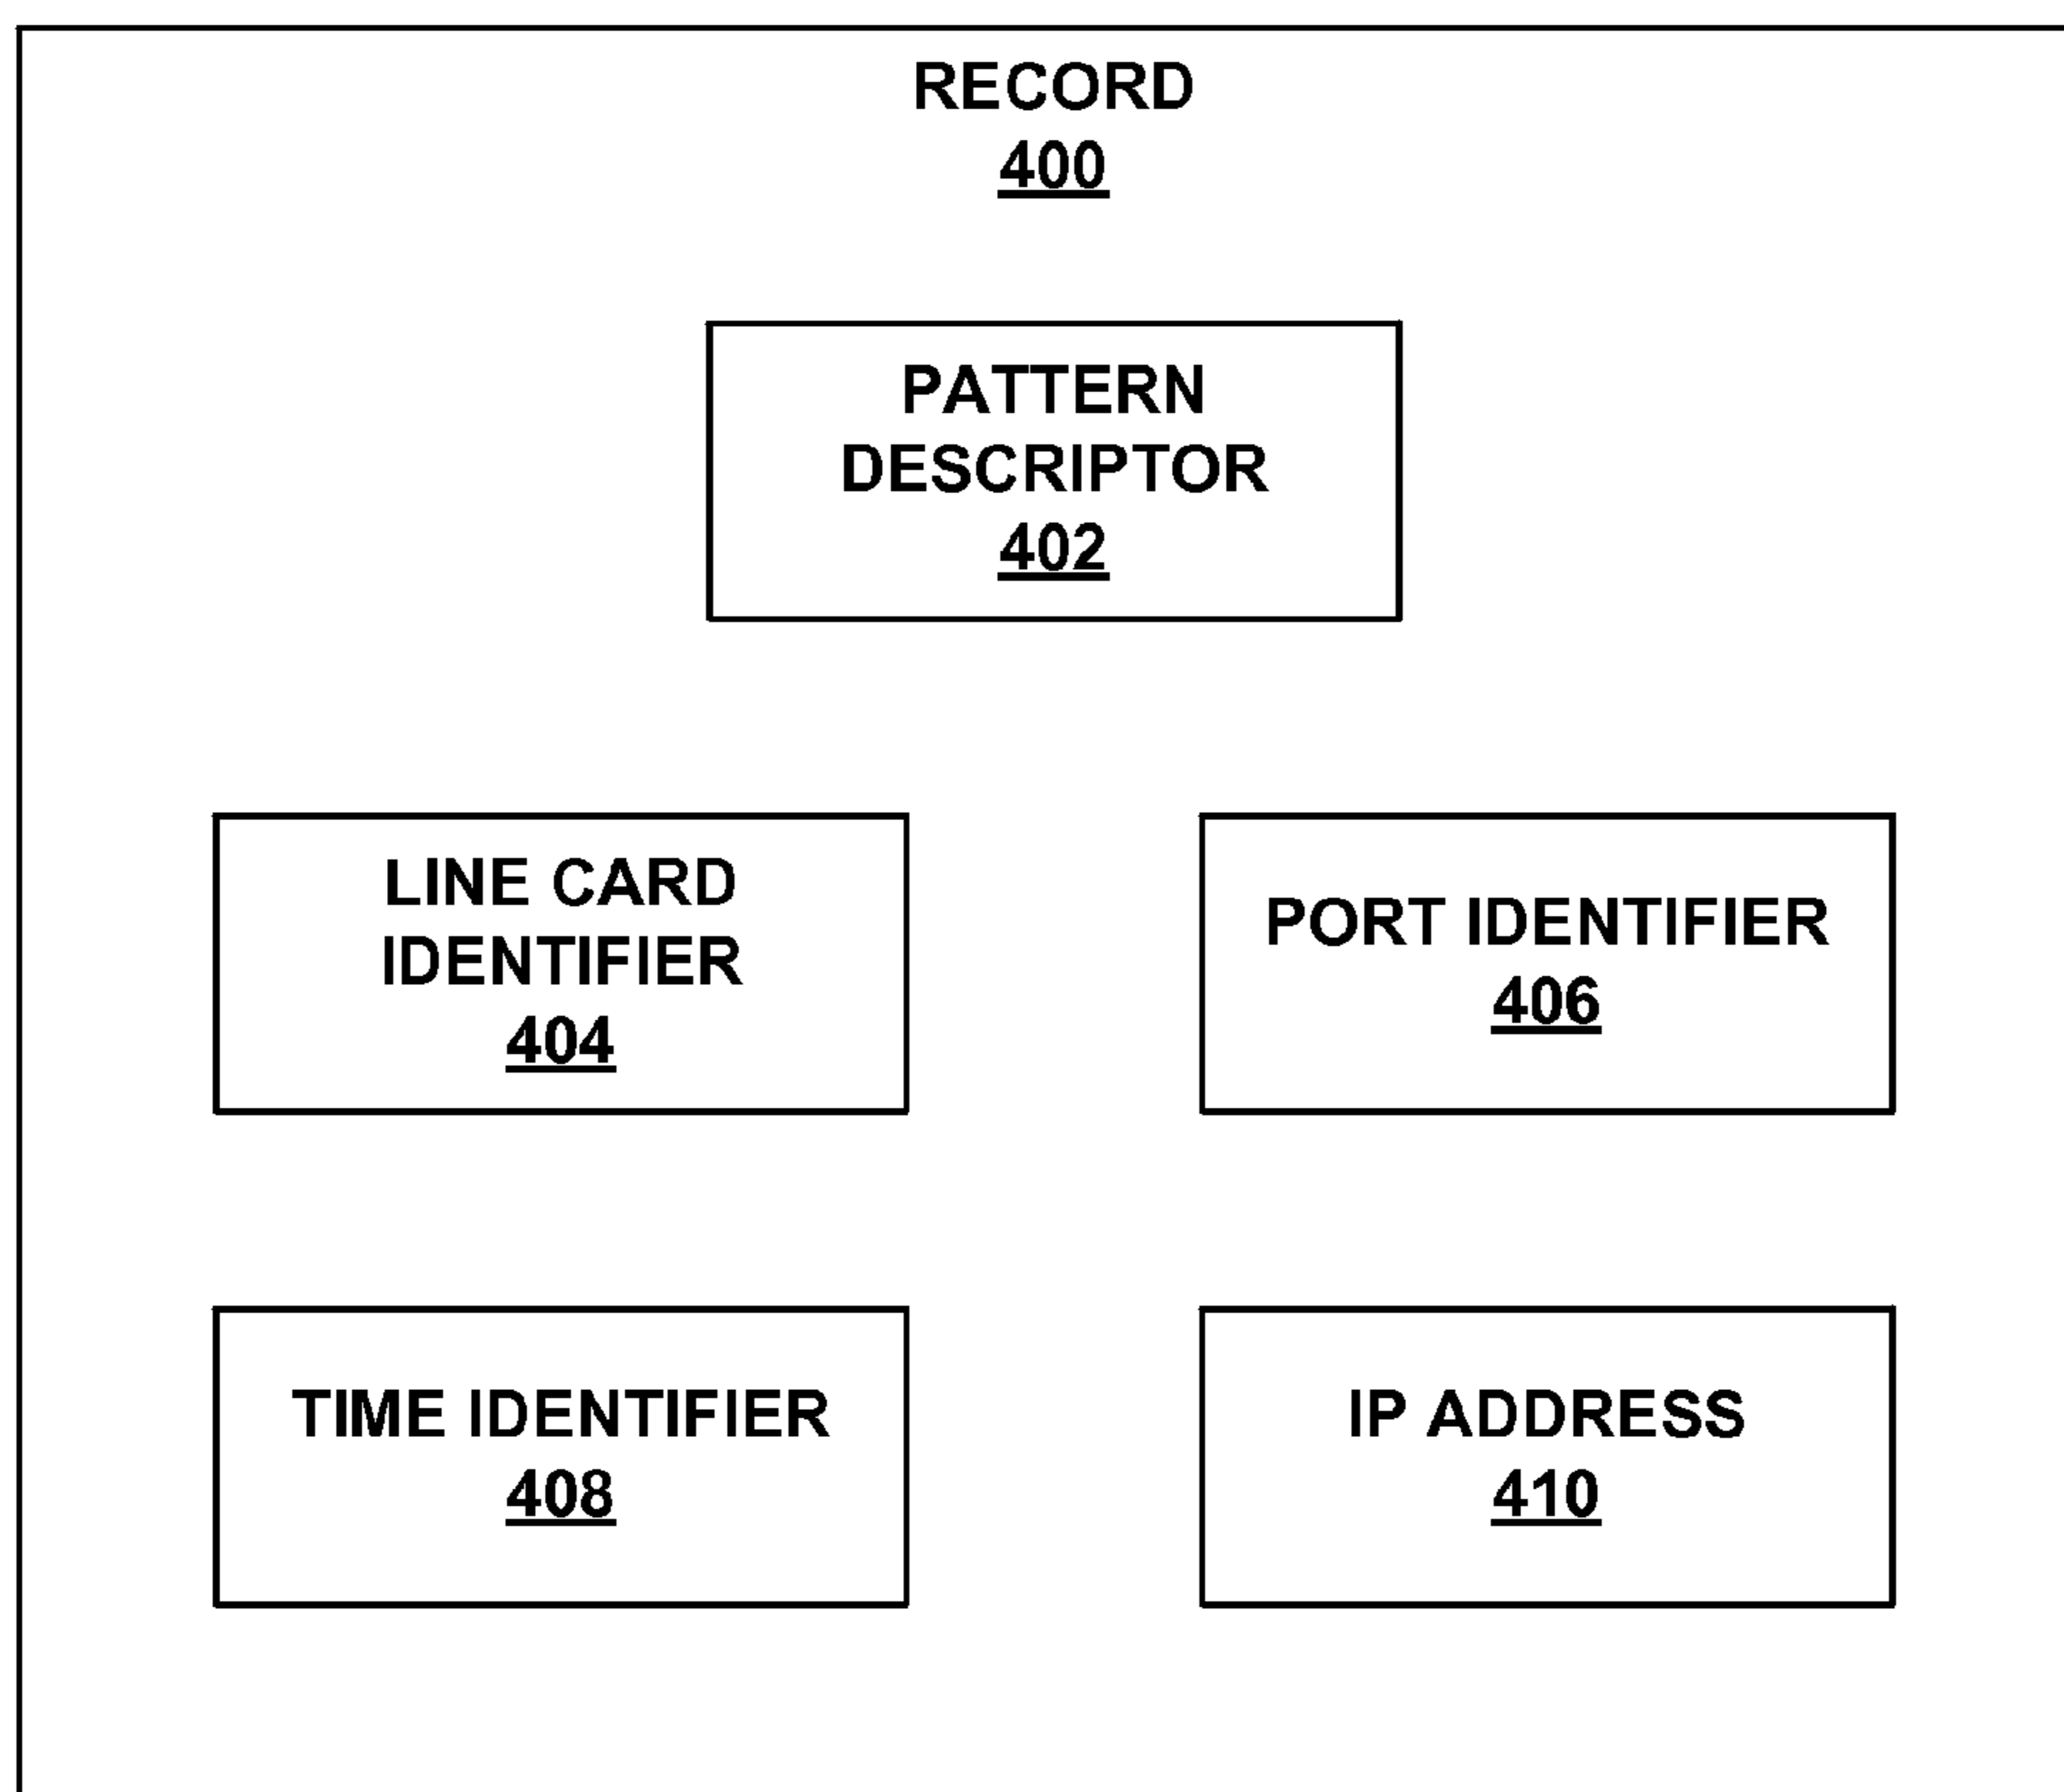 RECORD
400
PATTERN
DESCRIPTOR
402
LINE CARD
IDENTIFIER
404
PORT IDENTIFIER
406
TIME IDENTIFIER
408
IP ADDRESS
410